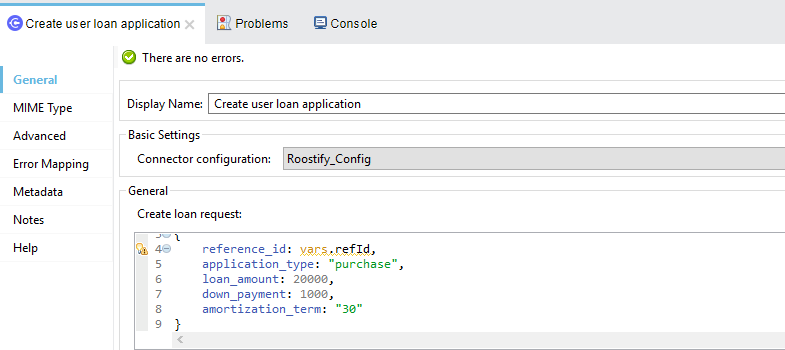 Create user loan application
Problems
Console
There are no errors.
General
MIME Type
Advanced
Error Mapping
Metadata
Notes
Help
Display Name: Create user loan application
Basic Settings
Connector configuration: Roostify_Config
General
Create loan request:
3 {
4 reference_id: vars.refId,
5 application_type: "purchase",
6 loan_amount: 20000,
7 down_payment: 1000,
8 amortization_term: "30"
9 }